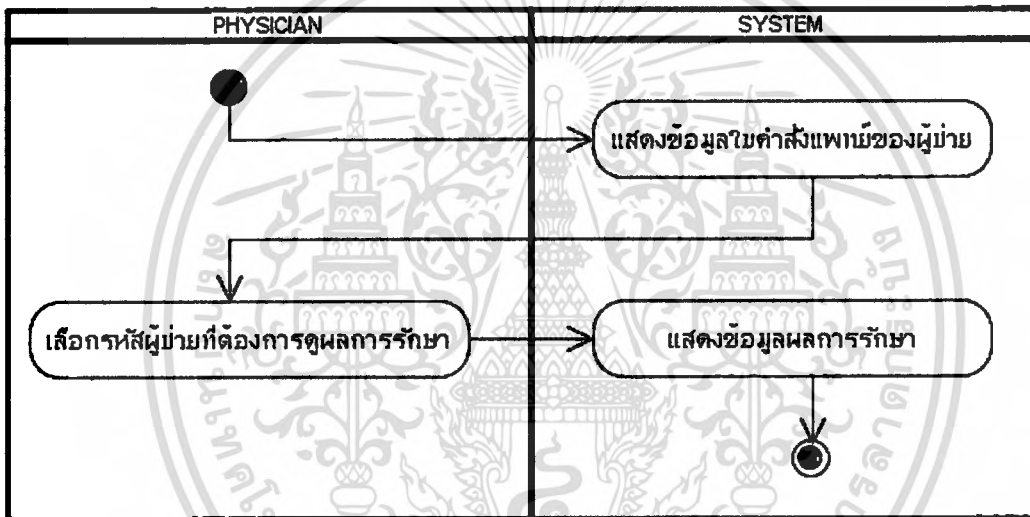 PHYSICIAN
SYSTEM
แสดงข้อมูลใบคำสั่งแพทย์ของผู้ป่วย
เลือกรหัสผู้ป่วยที่ต้องการดูผลการรักษา
แสดงข้อมูลผลการรักษา